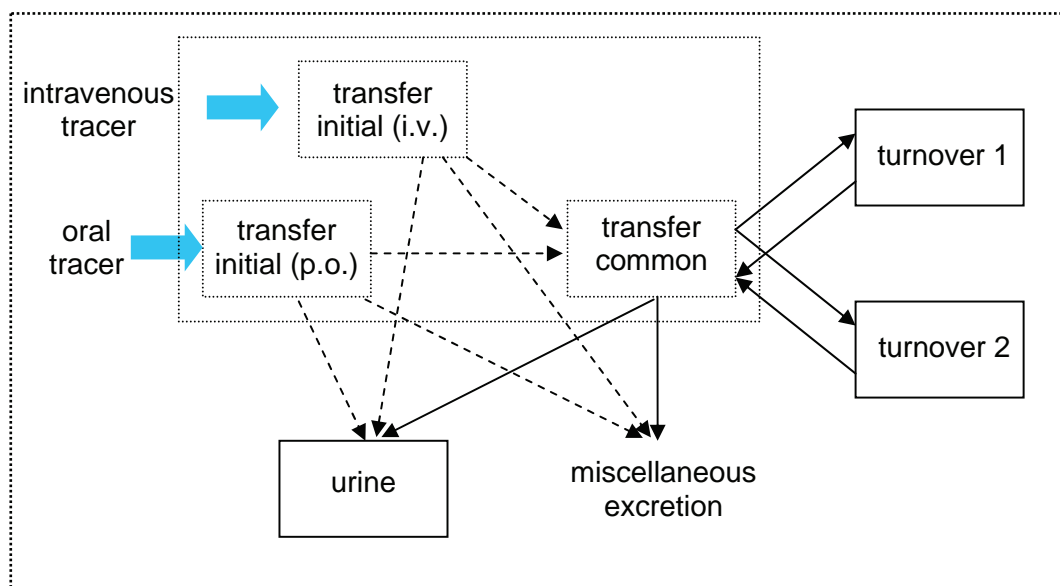 intravenous
tracer
transfer
initial (i.v.)
turnover 1
oral
tracer
transfer
initial (p.o.)
transfer
common
turnover 2
urine
miscellaneous
excretion